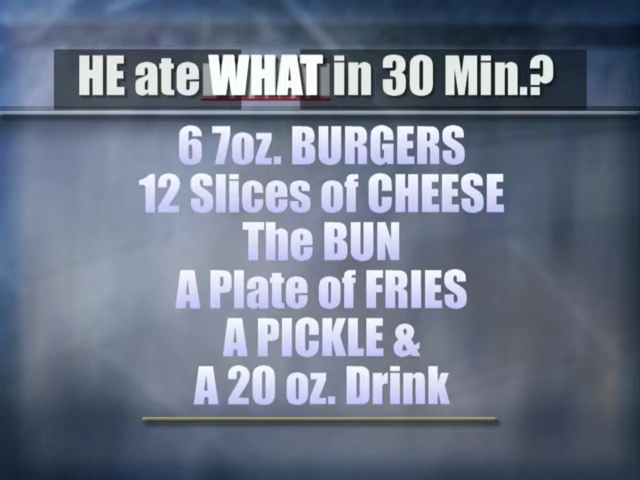 HE ate WHAT in 30 Min.?
6 7oz. BURGERS
12 Slices of CHEESE
The BUN
A Plate of FRIES
A PICKLE &
A 20 oz. Drink